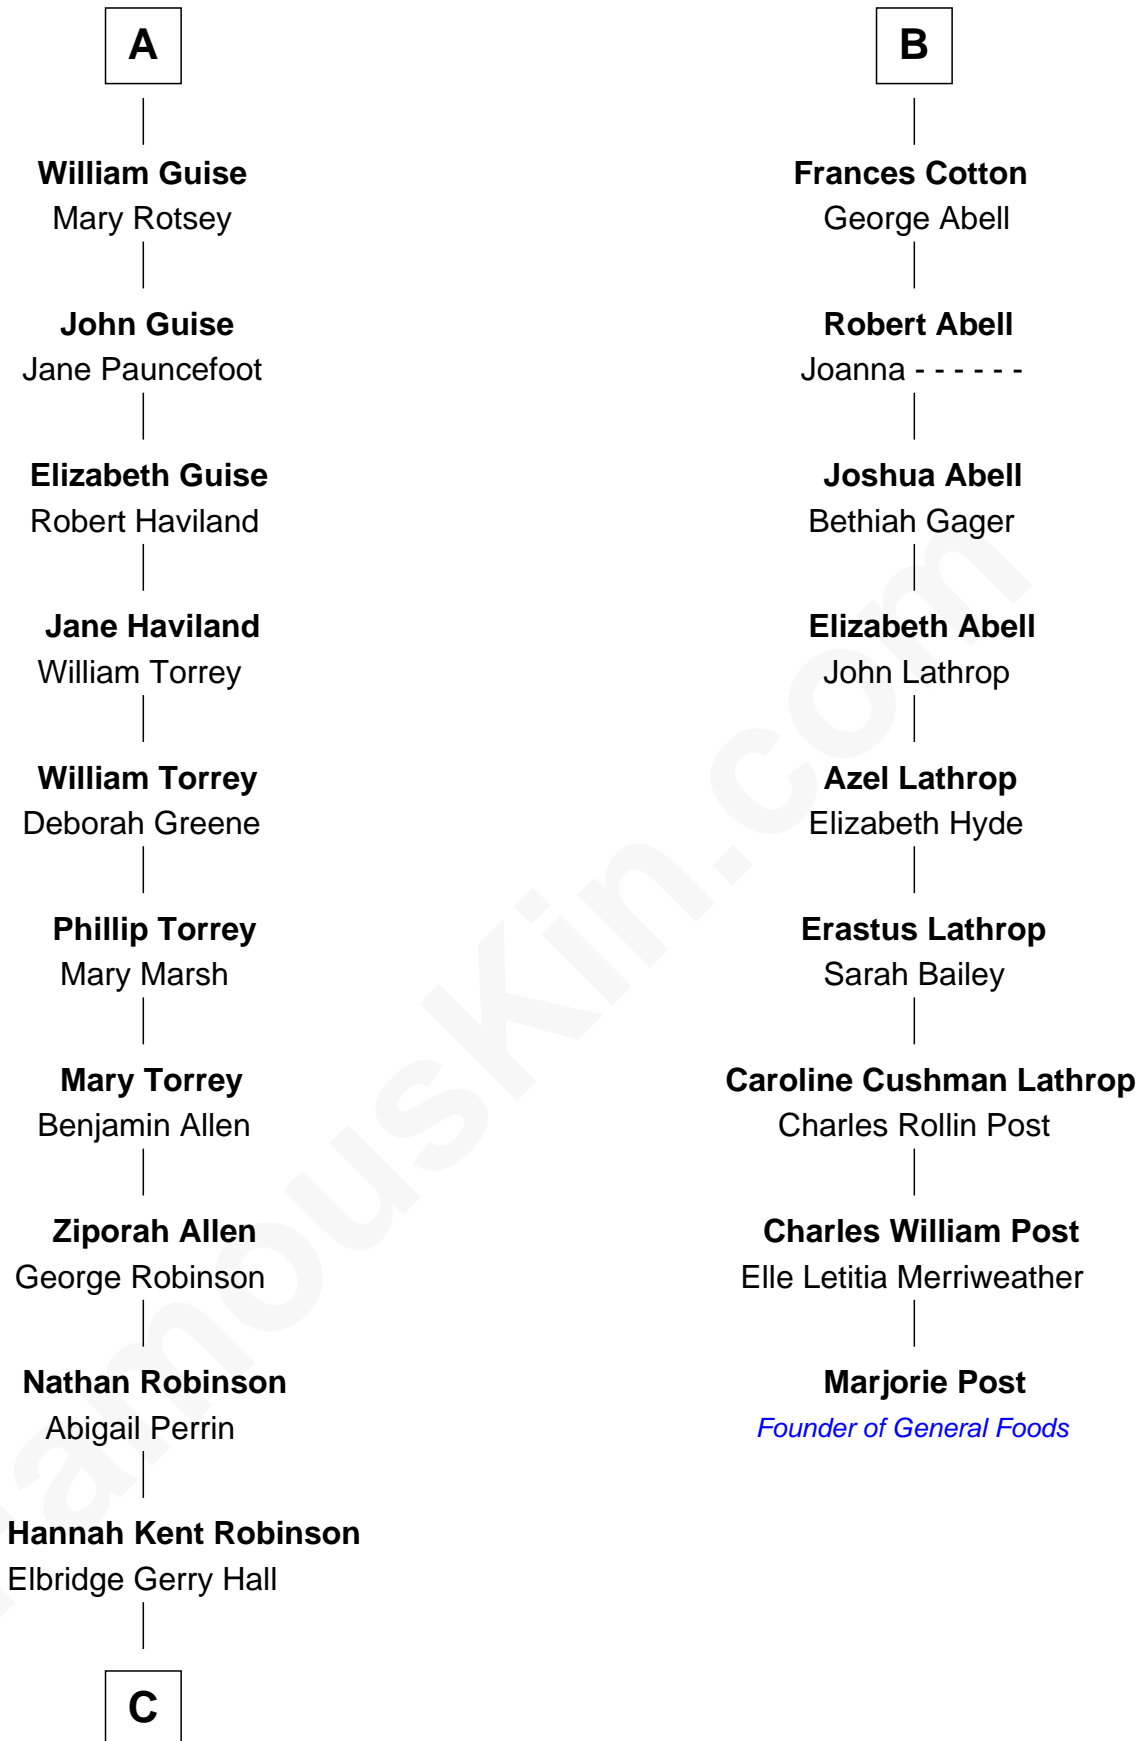 A
William Guise
Mary Rotsey
John Guise
Jane Pauncefoot
Elizabeth Guise
Robert Haviland
Jane Haviland
William Torrey
William Torrey
Deborah Greene
Phillip Torrey
Mary Marsh
Mary Torrey
Benjamin Allen
Ziporah Allen
George Robinson
Nathan Robinson
Abigail Perrin
Hannah Kent Robinson
Elbridge Gerry Hall
C
B
Frances Cotton
George Abell
Robert Abell
Joanna - - - - - -
Joshua Abell
Bethiah Gager
Elizabeth Abell
John Lathrop
Azel Lathrop
Elizabeth Hyde
Erastus Lathrop
Sarah Bailey
Caroline Cushman Lathrop
Charles Rollin Post
Charles William Post
Elle Letitia Merriweather
Marjorie Post
Founder of General Foods
FamousKin.com